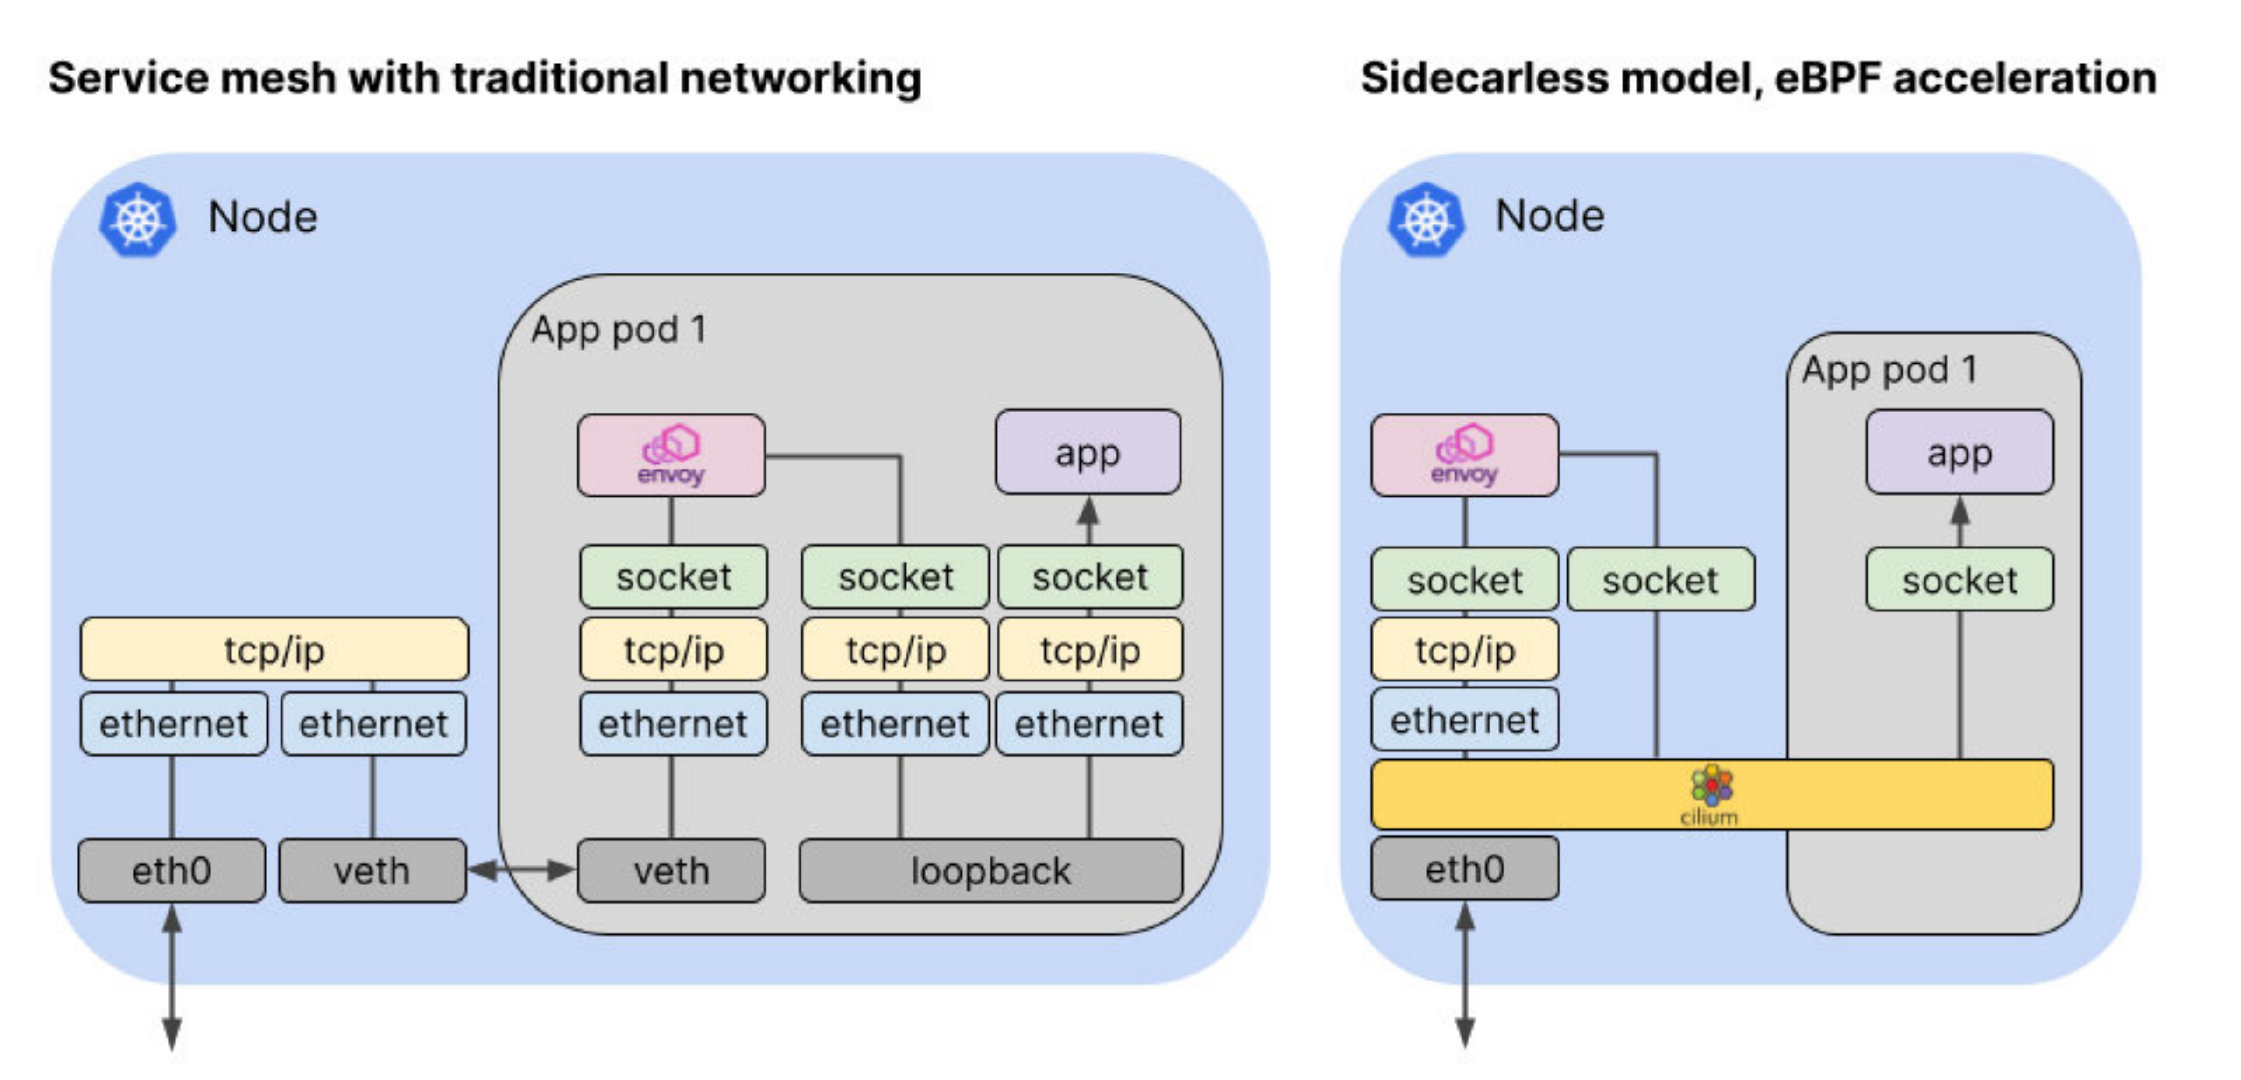 Service mesh with traditional networking
Node
App pod 1
envoy
app
socket
socket
socket
tcp/ip
tcp/ip
tcp/ip
tcp/ip
ethernet
ethernet
ethernet
ethernet
ethernet
eth0
veth
veth
loopback
Sidecarless model, eBPF acceleration
Node
App pod 1
envoy
app
socket
socket
socket
tcp/ip
ethernet
cilium
eth0